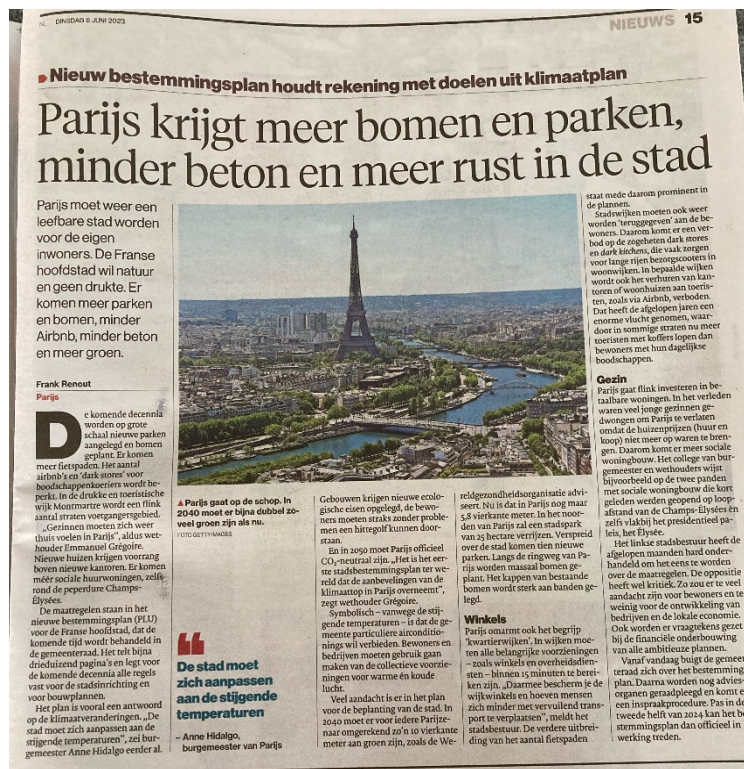 NL DINSDAG 6 JUNI 2023
NIEUWS 15
Nieuw bestemmingsplan houdt rekening met doelen uit klimaatplan
Parijs krijgt meer bomen en parken,
minder beton en meer rust in de stad
Parijs moet weer een
leefbare stad worden
voor de eigen
inwoners. De Franse
hoofdstad wil natuur
en geen drukte. Er
komen meer parken
en bomen, minder
Airbnb, minder beton
en meer groen.
Frank Renout
Parijs
De komende decennia
worden op grote
schaal nieuwe parken
aangelegd en bomen
geplant. Er komen
meer fietspaden. Het aantal
airbnb's en 'dark stores' voor
boodschappenkoeriers wordt be-
perkt. In de drukke en toeristische
wijk Montmartre wordt een flink
aantal straten voetgangersgebied.
„Gezinnen moeten zich weer
thuis voelen in Parijs”, aldus wet-
houder Emmanuel Grégoire.
Nieuwe huizen krijgen voorrang
boven nieuwe kantoren. Er komen
méér sociale huurwoningen, zelfs
rond de peperdure Champs-
Élysées.
De maatregelen staan in het
nieuwe bestemmingsplan (PLU)
voor de Franse hoofdstad, dat de
komende tijd wordt behandeld in
de gemeenteraad. Het telt bijna
drieduizend pagina's en legt voor
de komende decennia alle regels
vast voor de stadsinrichting en
voor bouwplannen.
Het plan is vooral een antwoord
op de klimaatveranderingen. „De
stad moet zich aanpassen aan de
stijgende temperaturen”, zei bur-
gemeester Anne Hidalgo eerder al.
Parijs gaat op de schop. In
2040 moet er bijna dubbel zo-
veel groen zijn als nu.
FOTO GETTYIMAGES
De stad moet
zich aanpassen
aan de stijgende
temperaturen
– Anne Hidalgo,
burgemeester van Parijs
Gebouwen krijgen nieuwe ecolo-
gische eisen opgelegd, de bewo-
ners moeten straks zonder proble-
men een hittegolf kunnen door-
staan.
En in 2050 moet Parijs officieel
CO₂-neutraal zijn. „Het is het eer-
ste stadsbestemmingsplan ter we-
reld dat de aanbevelingen van de
klimaattop in Parijs overneemt”,
zegt wethouder Grégoire.
Symbolisch – vanwege de stij-
gende temperaturen – is dat de ge-
meente particuliere airconditio-
nings wil verbieden. Bewoners en
bedrijven moeten gebruik gaan
maken van de collectieve voorzie-
ningen voor warmte én koude
lucht.
Veel aandacht is er in het plan
voor de beplanting van de stad. In
2040 moet er voor iedere Parijze-
naar omgerekend zo'n 10 vierkante
meter aan groen zijn, zoals de We-
reldgezondheidsorganisatie advi-
seert. Nu is dat in Parijs nog maar
5,8 vierkante meter. In het noor-
den van Parijs zal een stadspark
van 25 hectare verrijzen. Verspreid
over de stad komen tien nieuwe
parken. Langs de ringweg van Pa-
rijs worden massaal bomen ge-
plant. Het kappen van bestaande
bomen wordt sterk aan banden ge-
legd.
Winkels
Parijs omarmt ook het begrip
'kwartierwijken'. In wijken moe-
ten alle belangrijke voorzieningen
– zoals winkels en overheidsdien-
sten – binnen 15 minuten te berei-
ken zijn. „Daarmee bescherm je de
wijkwinkels en hoeven mensen
zich minder met vervuilend trans-
port te verplaatsen”, meldt het
stadsbestuur. De verdere uitbrei-
ding van het aantal fietspaden
staat mede daarom prominent in
de plannen.
Stadswijken moeten ook weer
worden 'teruggegeven' aan de be-
woners. Daarom komt er een ver-
bod op de zogeheten dark stores
en dark kitchens, die vaak zorgen
voor lange rijen bezorgscooters in
woonwijken. In bepaalde wijken
wordt ook het verhuren van kan-
toren of woonhuizen aan toeris-
ten, zoals via Airbnb, verboden.
Dat heeft de afgelopen jaren een
enorme vlucht genomen, waar-
door in sommige straten nu meer
toeristen met koffers lopen dan
bewoners met hun dagelijkse
boodschappen.
Gezin
Parijs gaat flink investeren in be-
taalbare woningen. In het verleden
waren veel jonge gezinnen ge-
dwongen om Parijs te verlaten
omdat de huizenprijzen (huur en
koop) niet meer op waren te bren-
gen. Daarom komt er meer sociale
woningbouw. Het college van bur-
gemeester en wethouders wijst
bijvoorbeeld op de twee panden
met sociale woningbouw die kort
geleden werden geopend op loop-
afstand van de Champs-Élysées én
zelfs vlakbij het presidentieel pa-
leis, het Élysée.
Het linkse stadsbestuur heeft de
afgelopen maanden hard onder-
handeld om het eens te worden
over de maatregelen. De oppositie
heeft veel kritiek. Zo zou er te veel
aandacht zijn voor bewoners en te
weinig voor de ontwikkeling van
bedrijven en de lokale economie.
Ook worden er vraagtekens gezet
bij de financiële onderbouwing
van alle ambitieuze plannen.
Vanaf vandaag buigt de gemeen-
teraad zich over het bestemmings-
plan. Daarna worden nog advies-
organen geraadpleegd en komt er
een inspraakprocedure. Pas in de
tweede helft van 2024 kan het be-
stemmingsplan dan officieel in
werking treden.